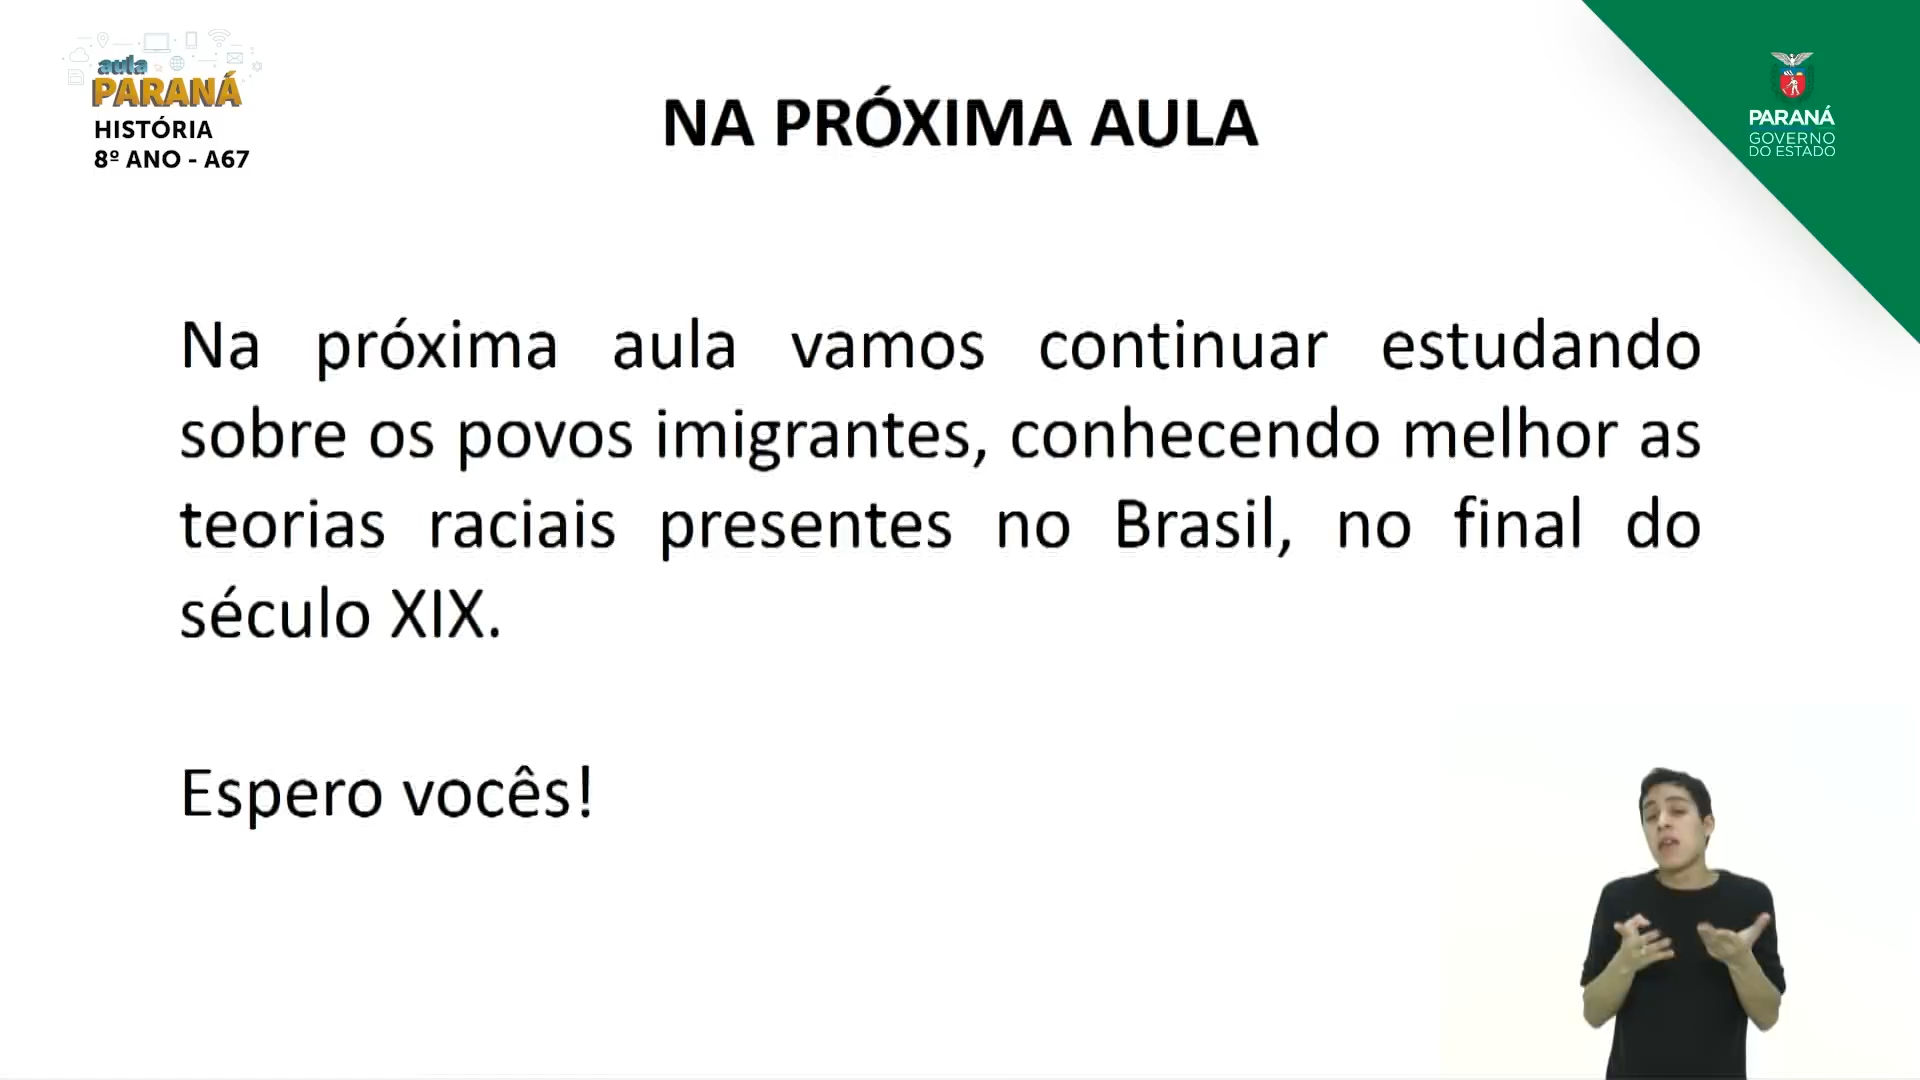 aula
PARANÁ
HISTÓRIA
8º ANO - A67
NA PRÓXIMA AULA
PARANÁ
GOVERNO
DO ESTADO
Na próxima aula vamos continuar estudando
sobre os povos imigrantes, conhecendo melhor as
teorias raciais presentes no Brasil, no final do
século XIX.
Espero vocês!